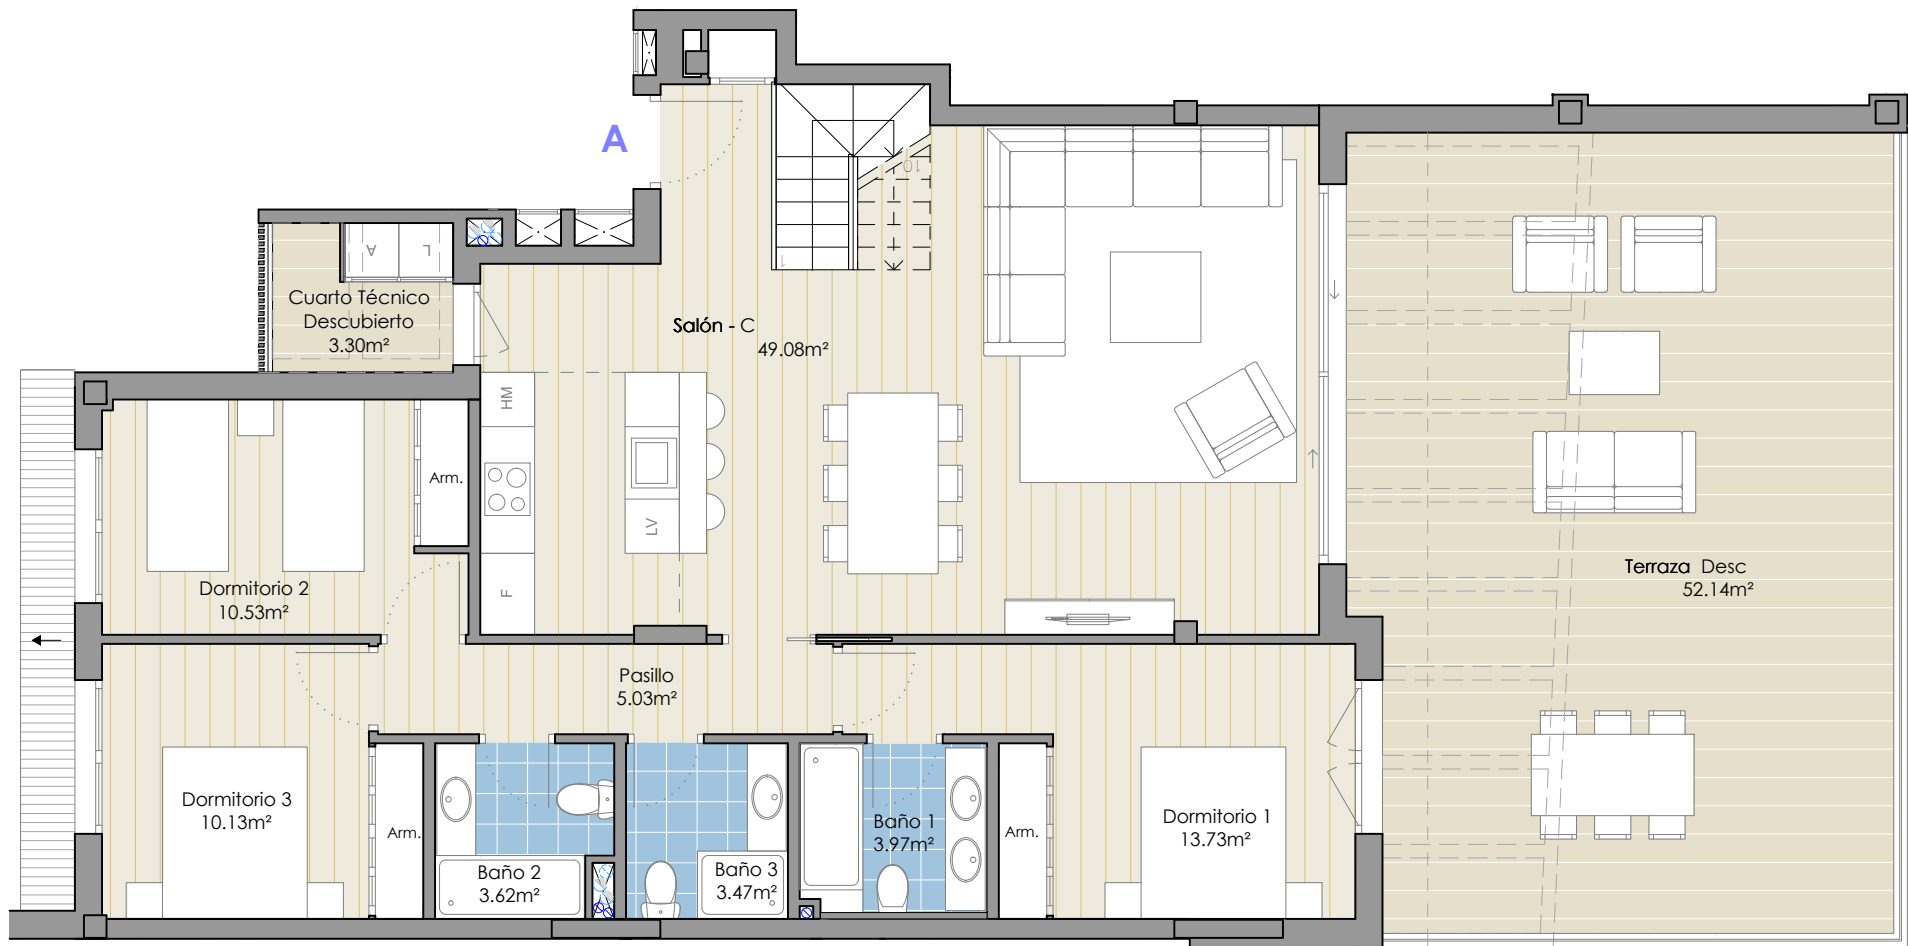 A
10
1
A
L
Cuarto Técnico
Descubierto
3.30m²
Salón - C
49.08m²
HM
Arm.
LV
F
Dormitorio 2
10.53m²
Terraza Desc
52.14m²
Pasillo
5.03m²
Dormitorio 3
10.13m²
Arm.
Baño 2
3.62m²
Baño 3
3.47m²
Baño 1
3.97m²
Arm.
Dormitorio 1
13.73m²